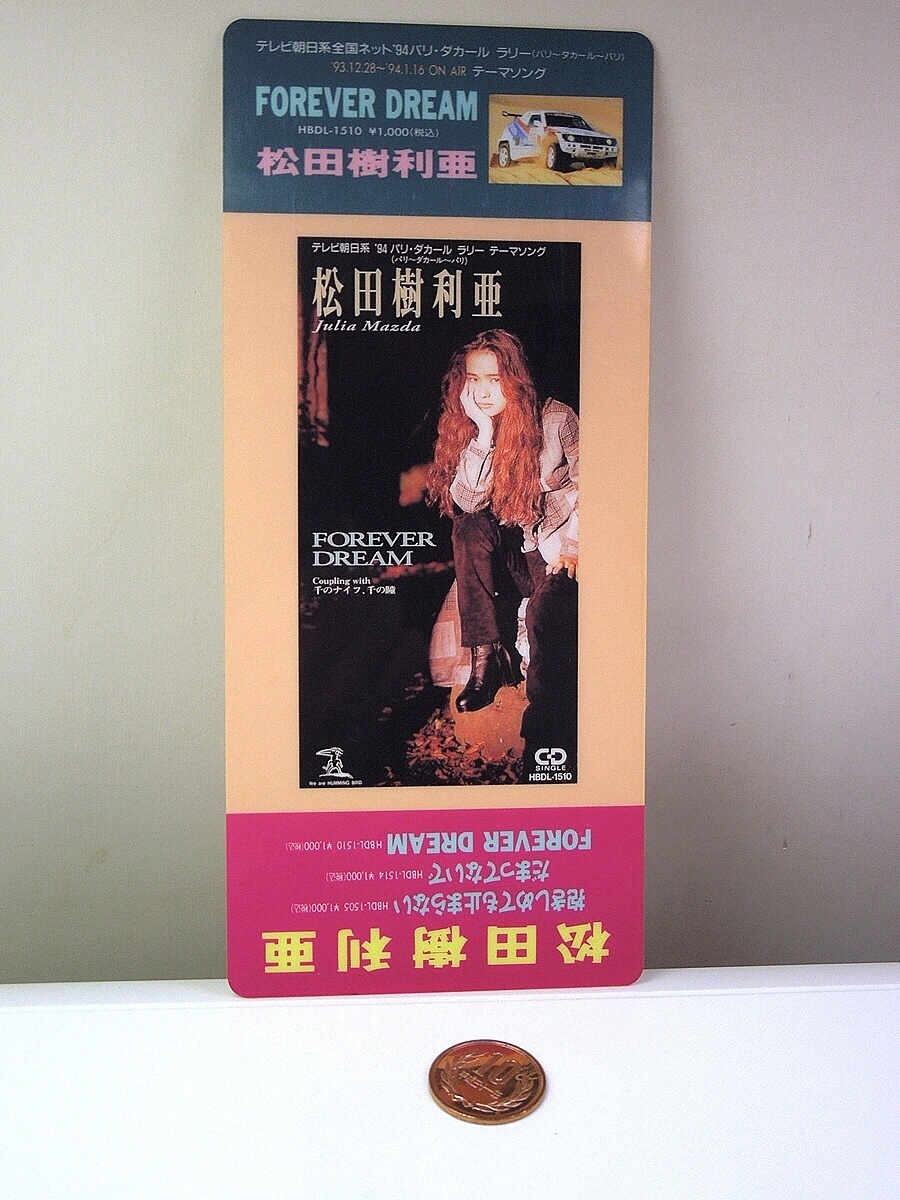 テレビ朝日系全国ネット'94パリ・ダカール ラリー(パリ〜ダカール〜パリ)
'93.12.28〜'94.1.16 ON AIR テーマソング
FOREVER DREAM
HBDL-1510 ¥1,000(税込)
松田樹利亜
テレビ朝日系 '94 パリ・ダカール ラリー テーマソング
(パリ〜ダカール〜パリ)
松田樹利亜
Julia Mazda
FOREVER
DREAM
Coupling with
千のナイフ、千の瞳
We are HUMMING BIRD
CD
SINGLE
HBDL-1510
松田樹利亜
抱きしめても止まらない HBDL-1505 ¥1,000(税込)
だまってないで HBDL-1514 ¥1,000(税込)
FOREVER DREAM HBDL-1510 ¥1,000(税込)
10